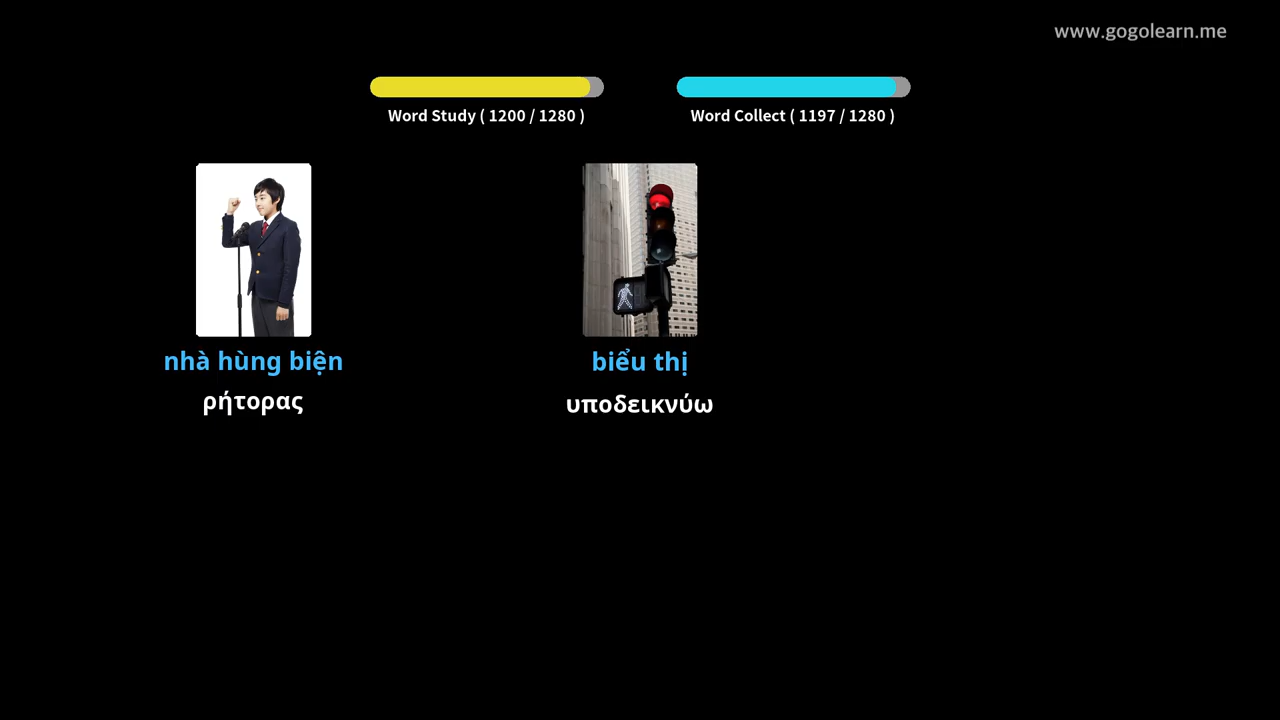 www.gogolearn.me
Word Study ( 1200 / 1280 )
Word Collect ( 1197 / 1280 )
nhà hùng biện
biểu thị
ρήτορας
υποδεικνύω